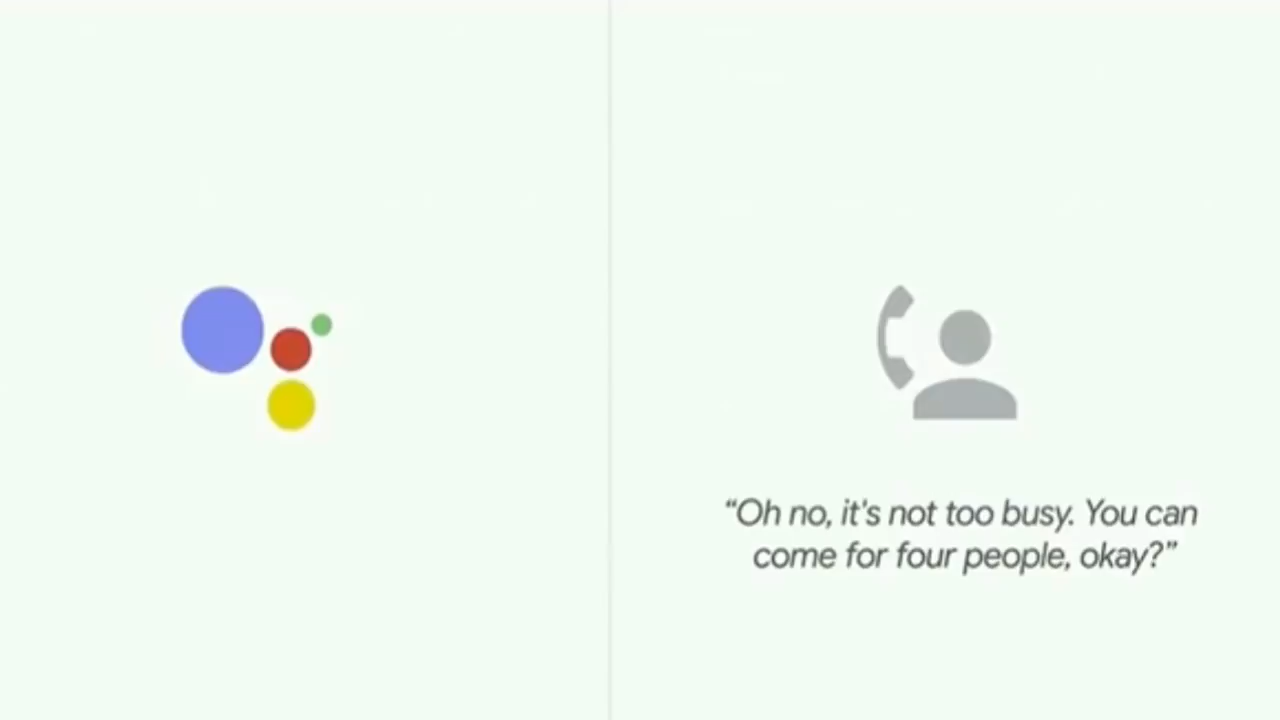 “Oh no, it's not too busy. You can
come for four people, okay?”